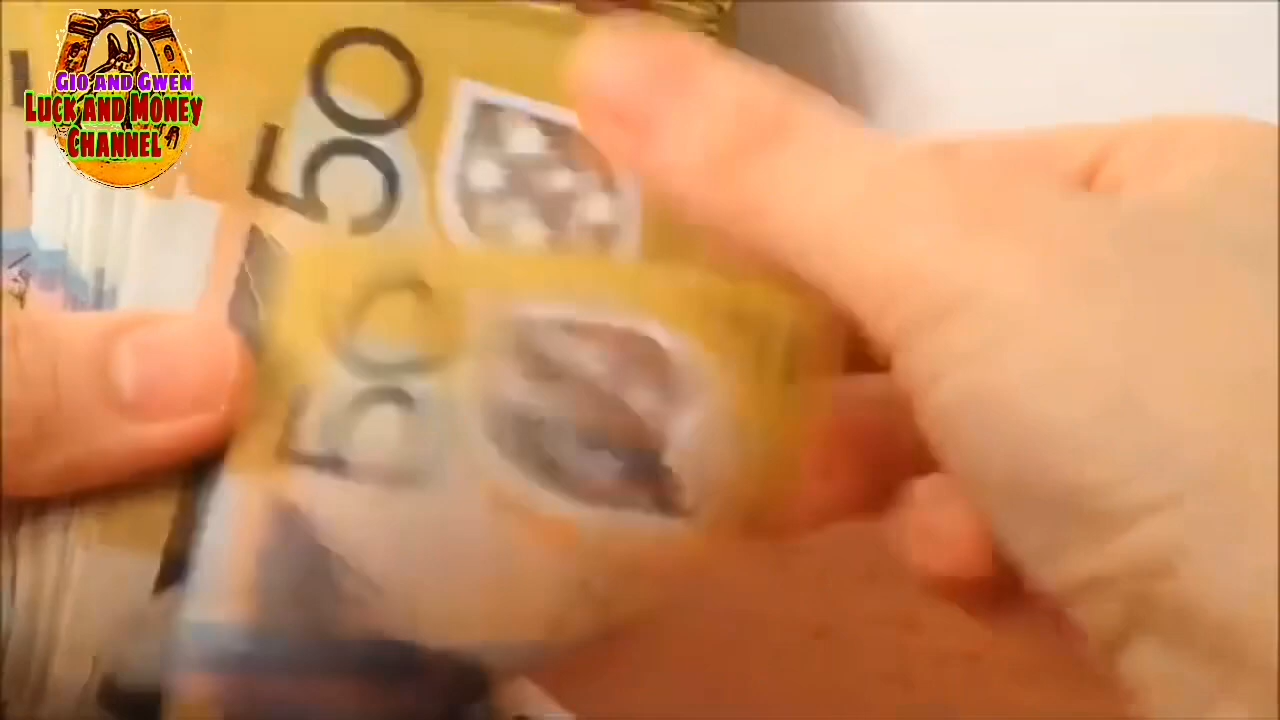 GIO AND GWEN
LUCK AND MONEY
CHANNEL
50
50